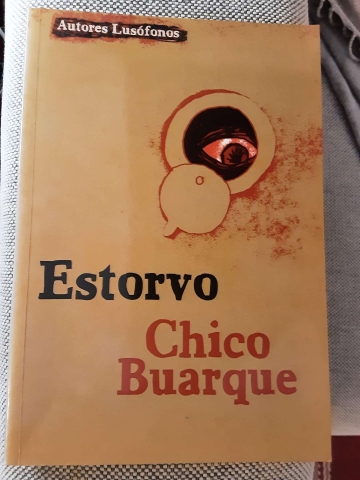 Autores Lusófonos
Estorvo
Chico
Buarque